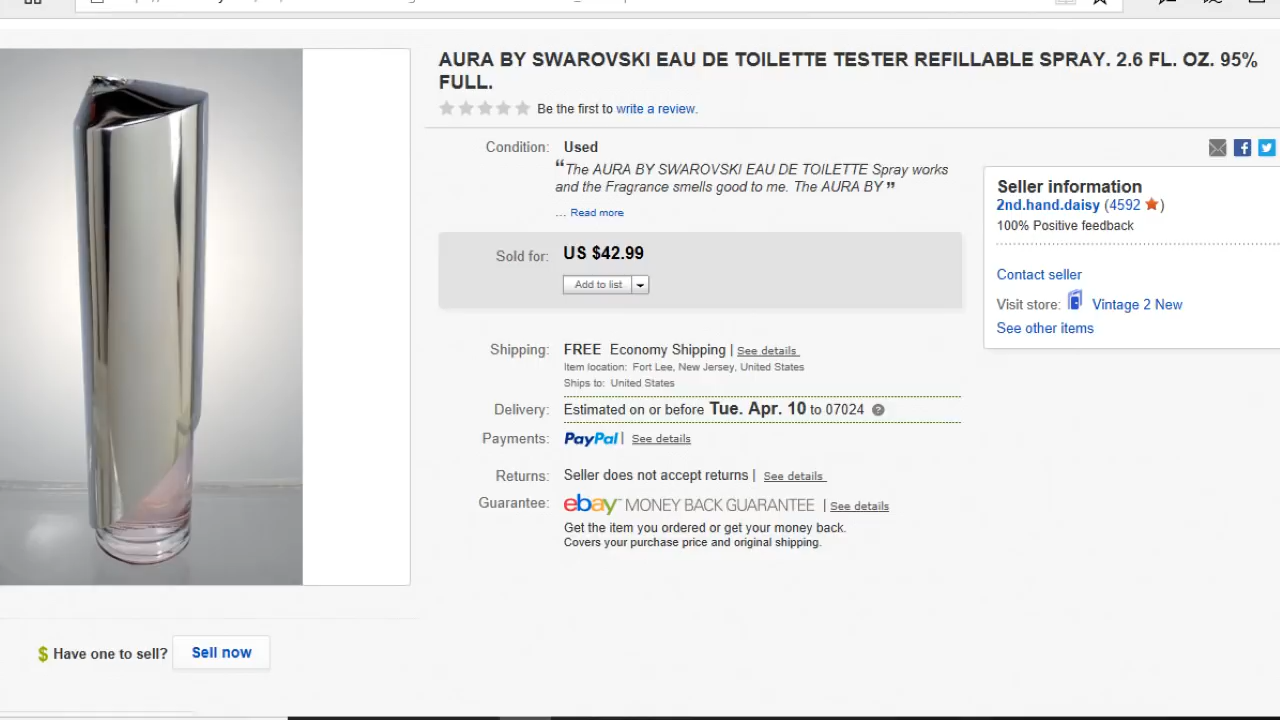 AURA BY SWAROVSKI EAU DE TOILETTE TESTER REFILLABLE SPRAY. 2.6 FL. OZ. 95%
FULL.
Be the first to write a review.
Condition: Used
“The AURA BY SWAROVSKI EAU DE TOILETTE Spray works
and the Fragrance smells good to me. The AURA BY ”
... Read more
Seller information
2nd.hand.daisy (4592 )
100% Positive feedback
Sold for: US $42.99
Add to list
Contact seller
Visit store: Vintage 2 New
See other items
Shipping: FREE Economy Shipping | See details
Item location: Fort Lee, New Jersey, United States
Ships to: United States
Delivery: Estimated on or before Tue. Apr. 10 to 07024 ?
Payments: PayPal | See details
Returns: Seller does not accept returns | See details
Guarantee: ebay MONEY BACK GUARANTEE | See details
Get the item you ordered or get your money back.
Covers your purchase price and original shipping.
$ Have one to sell? Sell now